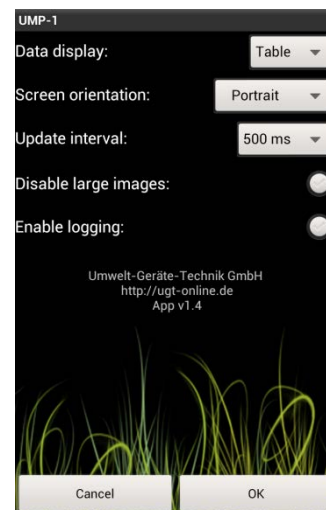 UMP-1
Data display: Table
Screen orientation: Portrait
Update interval: 500 ms
Disable large images:
Enable logging:
Umwelt-Geräte-Technik GmbH
http://ugt-online.de
App v1.4
Cancel OK